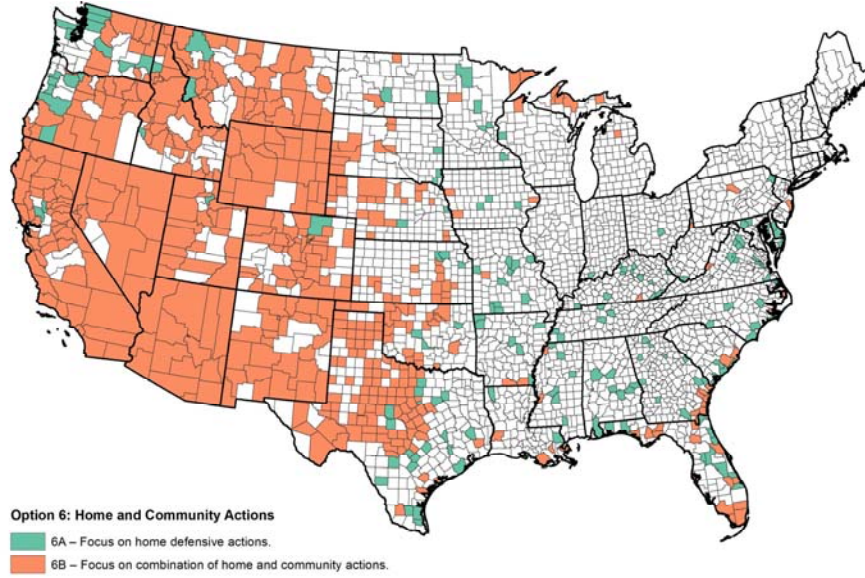 Option 6: Home and Community Actions
6A – Focus on home defensive actions.
6B – Focus on combination of home and community actions.